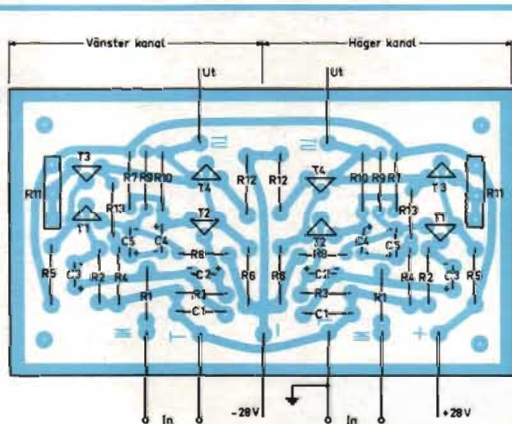 Vänster kanal Höger kanal
Ut Ut
T3 R7 R9 R10 T4 R12 R12 T4 R10 R9 R7 T3
R11 R13 R13 R11
T1 T2 T2 T1
C5 C4 C4 C5
R5 C3 R2 R4 R8 C2 R6 R6 R8 C2 R4 R2 C3 R5
R1 R3 R3 R1
C1 C1
In -28V In +28V